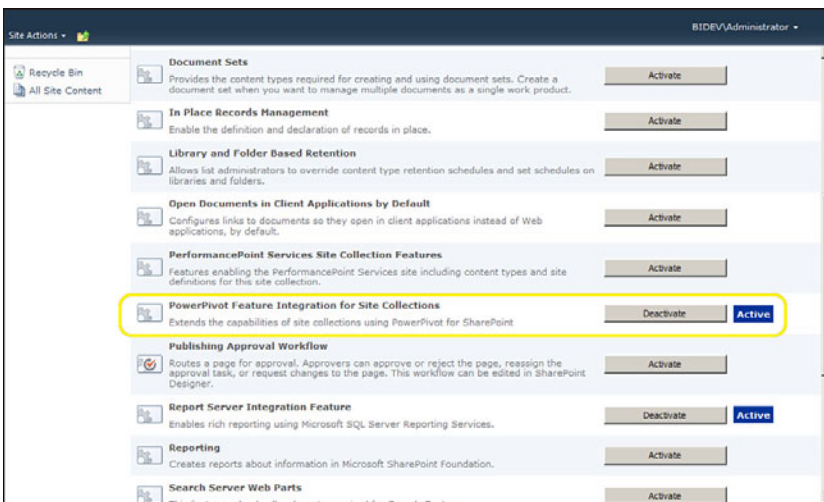 BIDEV\Administrator
Site Actions
Recycle Bin
All Site Content
Document Sets
Provides the content types required for creating and using document sets. Create a
document set when you want to manage multiple documents as a single work product.
Activate
In Place Records Management
Enable the definition and declaration of records in place.
Activate
Library and Folder Based Retention
Allows list administrators to override content type retention schedules and set schedules on
libraries and folders.
Activate
Open Documents in Client Applications by Default
Configures links to documents so they open in client applications instead of Web
applications, by default.
Activate
PerformancePoint Services Site Collection Features
Features enabling the PerformancePoint Services site including content types and site
definitions for this site collection.
Activate
PowerPivot Feature Integration for Site Collections
Extends the capabilities of site collections using PowerPivot for SharePoint
Deactivate Active
Publishing Approval Workflow
Routes a page for approval. Approvers can approve or reject the page, reassign the
approval task, or request changes to the page. This workflow can be edited in SharePoint
Designer.
Activate
Report Server Integration Feature
Enables rich reporting using Microsoft SQL Server Reporting Services.
Deactivate Active
Reporting
Creates reports about information in Microsoft SharePoint Foundation.
Activate
Search Server Web Parts
Activate